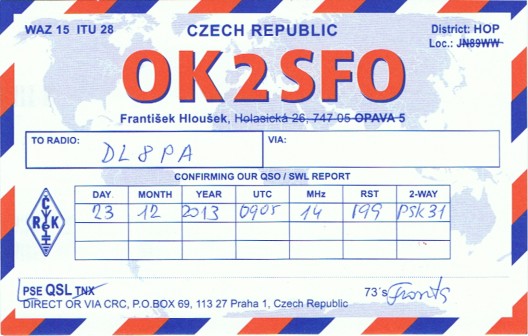 WAZ 15 ITU 28
CZECH REPUBLIC
District: HOP
Loc.: JN89WW
OK2SFO
František Hloušek, Holasická 26, 747 05 OPAVA 5
TO RADIO:
DL8PA
VIA:
CONFIRMING OUR QSO / SWL REPORT
DAY MONTH YEAR UTC MHz RST 2-WAY
23 12 2013 0905 14 199 PSK31
Č
R K
PSE QSL TNX
73´s
DIRECT OR VIA CRC, P.O.BOX 69, 113 27 Praha 1, Czech Republic